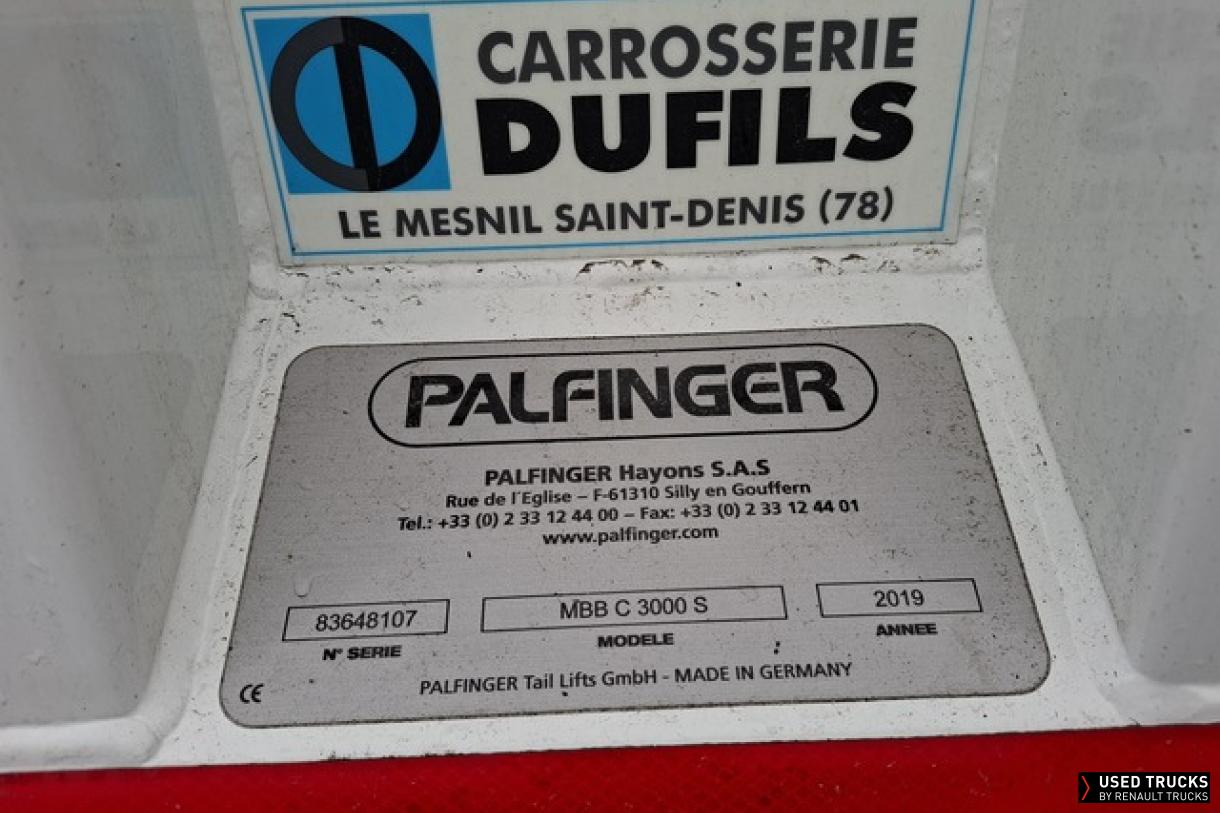 CARROSSERIE
DUFILS
LE MESNIL SAINT-DENIS (78)
PALFINGER
PALFINGER Hayons S.A.S
Rue de l'Eglise – F-61310 Silly en Gouffern
Tel.: +33 (0) 2 33 12 44 00 – Fax: +33 (0) 2 33 12 44 01
www.palfinger.com
83648107 MBB C 3000 S 2019
N° SERIE MODELE ANNEE
CE PALFINGER Tail Lifts GmbH - MADE IN GERMANY
USED TRUCKS
BY RENAULT TRUCKS